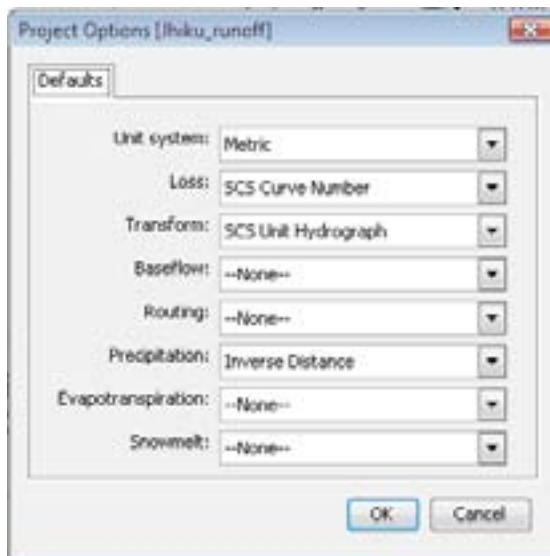 Project Options [Jhiku_runoff]
Defaults
Unit system: Metric
Loss: SCS Curve Number
Transform: SCS Unit Hydrograph
Baseflow: --None--
Routing: --None--
Precipitation: Inverse Distance
Evapotranspiration: --None--
Snowmelt: --None--
OK Cancel